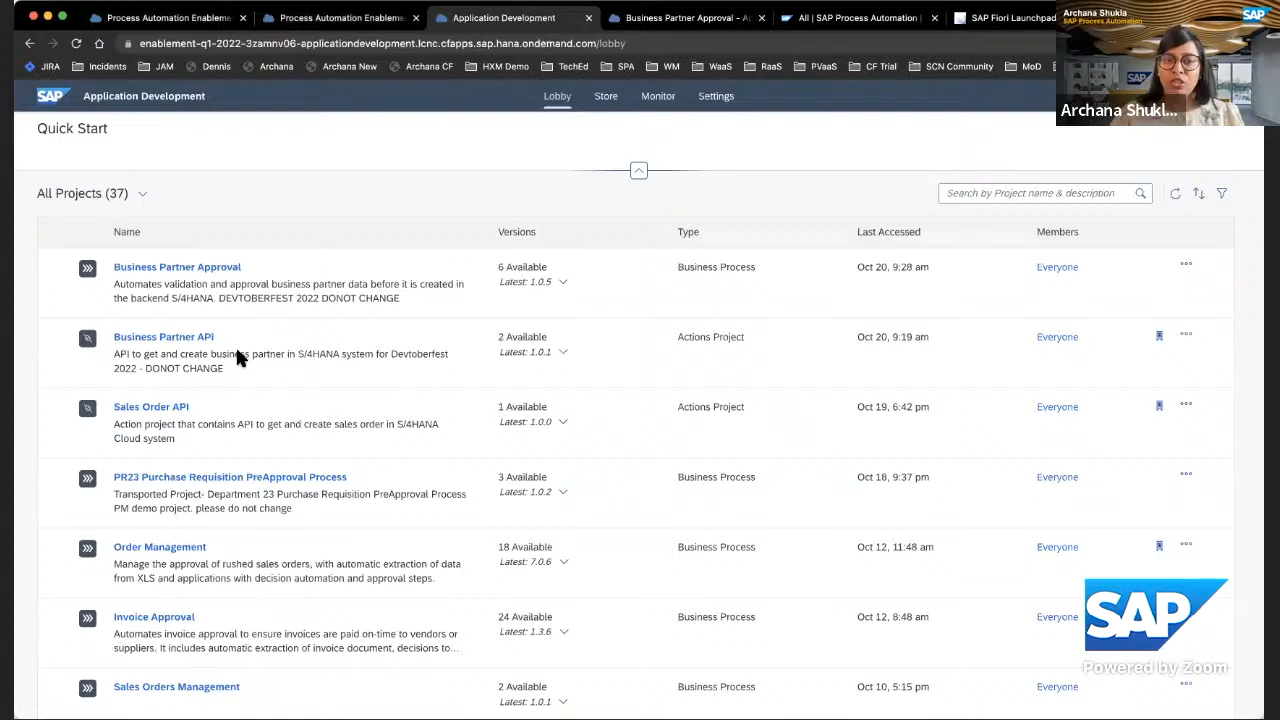 Process Automation Enableme
Process Automation Enableme
Application Development
Business Partner Approval - Ap
All | SAP Process Automation |
SAP Fiori Launchpad
enablement-q1-2022-3zamnv06-applicationdevelopment.lcnc.cfapps.sap.hana.ondemand.com/lobby
JIRA
Incidents
JAM
Dennis
Archana
Archana New
Archana CF
HXM Demo
TechEd
SPA
WM
WaaS
RaaS
PVaaS
CF Trial
SCN Community
MoD
Archana Shukla
SAP Process Automation
SAP
SAP
Archana Shukl...
SAP
Application Development
Lobby
Store
Monitor
Settings
Quick Start
All Projects (37)
Search by Project name & description
Name
Versions
Type
Last Accessed
Members
Business Partner Approval
6 Available
Business Process
Oct 20, 9:28 am
Everyone
Automates validation and approval business partner data before it is created in
Latest: 1.0.5
the backend S/4HANA. DEVTOBERFEST 2022 DONOT CHANGE
Business Partner API
2 Available
Actions Project
Oct 20, 9:19 am
Everyone
API to get and create business partner in S/4HANA system for Devtoberfest
Latest: 1.0.1
2022 - DONOT CHANGE
Sales Order API
1 Available
Actions Project
Oct 19, 6:42 pm
Everyone
Action project that contains API to get and create sales order in S/4HANA
Latest: 1.0.0
Cloud system
PR23 Purchase Requisition PreApproval Process
3 Available
Business Process
Oct 18, 9:37 pm
Everyone
Transported Project- Department 23 Purchase Requisition PreApproval Process
Latest: 1.0.2
PM demo project. please do not change
Order Management
18 Available
Business Process
Oct 12, 11:48 am
Everyone
Manage the approval of rushed sales orders, with automatic extraction of data
Latest: 7.0.6
from XLS and applications with decision automation and approval steps.
Invoice Approval
24 Available
Business Process
Oct 12, 8:48 am
Everyone
Automates invoice approval to ensure invoices are paid on-time to vendors or
Latest: 1.3.6
suppliers. It includes automatic extraction of invoice document, decisions to...
Sales Orders Management
2 Available
Business Process
Oct 10, 5:15 pm
Everyone
Latest: 1.0.1
SAP
Powered by Zoom